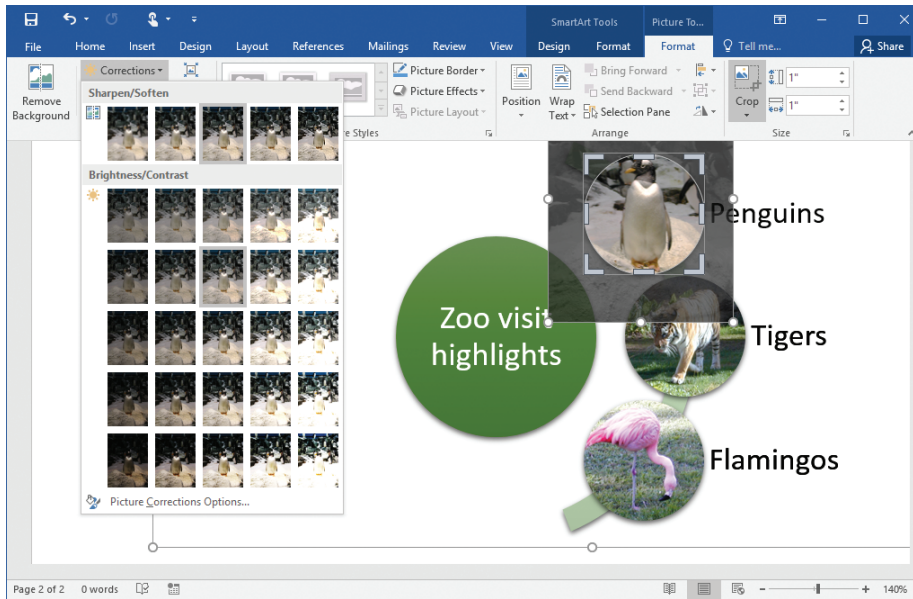 SmartArt Tools Picture To...
File Home Insert Design Layout References Mailings Review View Design Format Format Tell me... Share
Remove Background
Corrections
Picture Border
Picture Effects
Picture Layout
Styles
Position
Wrap Text
Bring Forward
Send Backward
Selection Pane
Arrange
Crop
1"
1"
Size
Sharpen/Soften
Brightness/Contrast
Picture Corrections Options...
Zoo visit
highlights
Penguins
Tigers
Flamingos
Page 2 of 2 0 words 140%